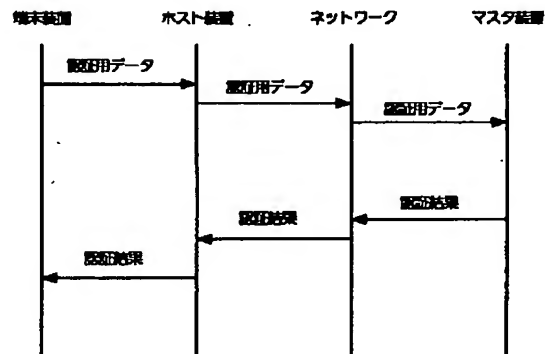 端末装置 ホスト装置 ネットワーク マスタ装置
認証用データ
認証用データ
認証用データ
認証結果
認証結果
認証結果